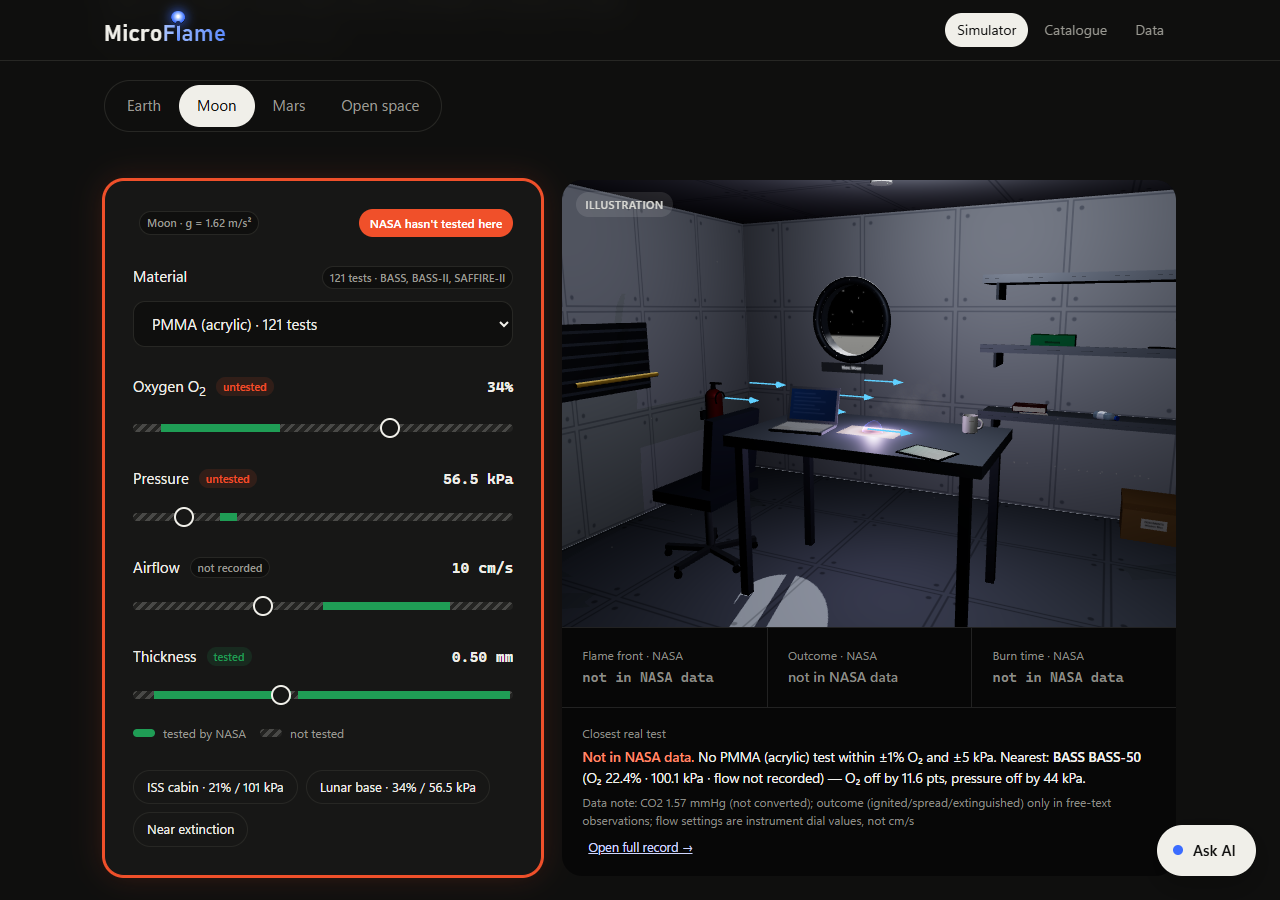 MicroFlame
Simulator
Catalogue
Data
Earth
Moon
Mars
Open space
Moon · g = 1.62 m/s²
NASA hasn't tested here
Material
121 tests · BASS, BASS-II, SAFFIRE-II
PMMA (acrylic) · 121 tests
Oxygen O₂ untested 34%
Pressure untested 56.5 kPa
Airflow not recorded 10 cm/s
Thickness tested 0.50 mm
tested by NASA not tested
ISS cabin · 21% / 101 kPa
Lunar base · 34% / 56.5 kPa
Near extinction
ILLUSTRATION
Flame front · NASA
not in NASA data
Outcome · NASA
not in NASA data
Burn time · NASA
not in NASA data
Closest real test
Not in NASA data. No PMMA (acrylic) test within ±1% O₂ and ±5 kPa. Nearest: BASS BASS-50
(O₂ 22.4% · 100.1 kPa · flow not recorded) — O₂ off by 11.6 pts, pressure off by 44 kPa.
Data note: CO2 1.57 mmHg (not converted); outcome (ignited/spread/extinguished) only in free-text
observations; flow settings are instrument dial values, not cm/s
Open full record →
Ask AI